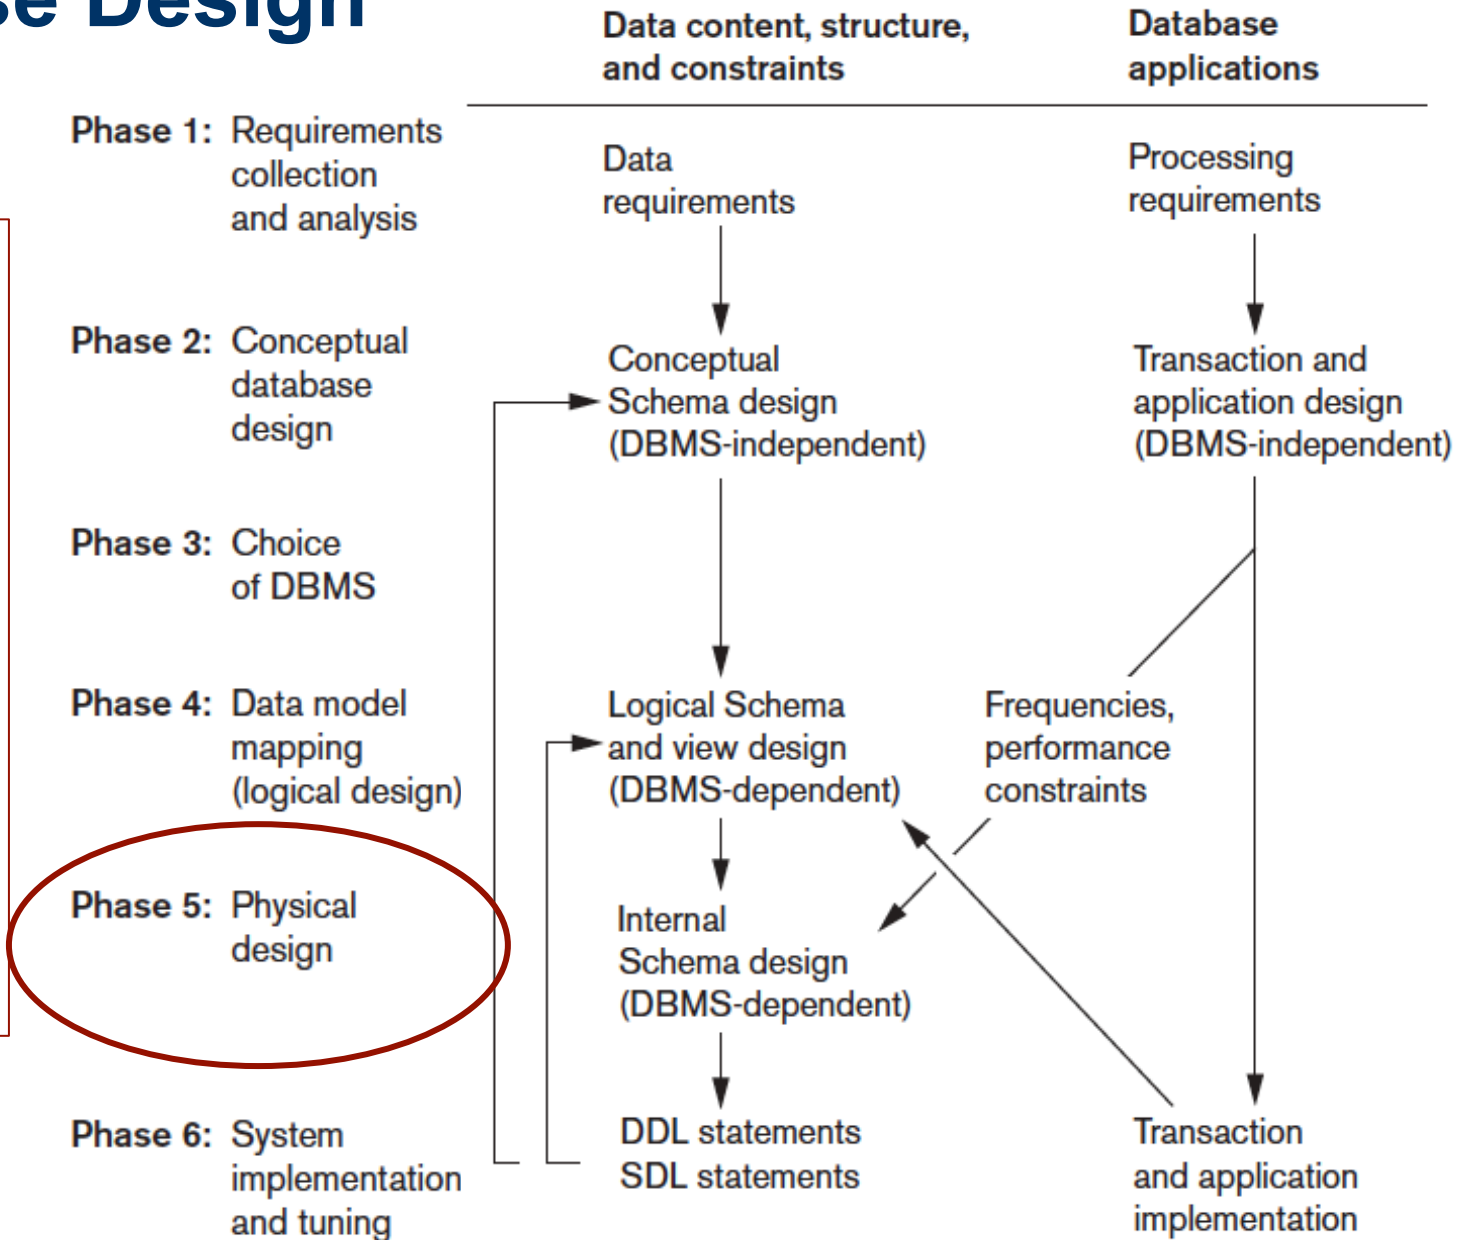 se Design
Data content, structure,
and constraints
Database
applications
Phase 1: Requirements
collection
and analysis
Data
requirements
Processing
requirements
Phase 2: Conceptual
database
design
Conceptual
Schema design
(DBMS-independent)
Transaction and
application design
(DBMS-independent)
Phase 3: Choice
of DBMS
Phase 4: Data model
mapping
(logical design)
Logical Schema
and view design
(DBMS-dependent)
Frequencies,
performance
constraints
Phase 5: Physical
design
Internal
Schema design
(DBMS-dependent)
Phase 6: System
implementation
and tuning
DDL statements
SDL statements
Transaction
and application
implementation